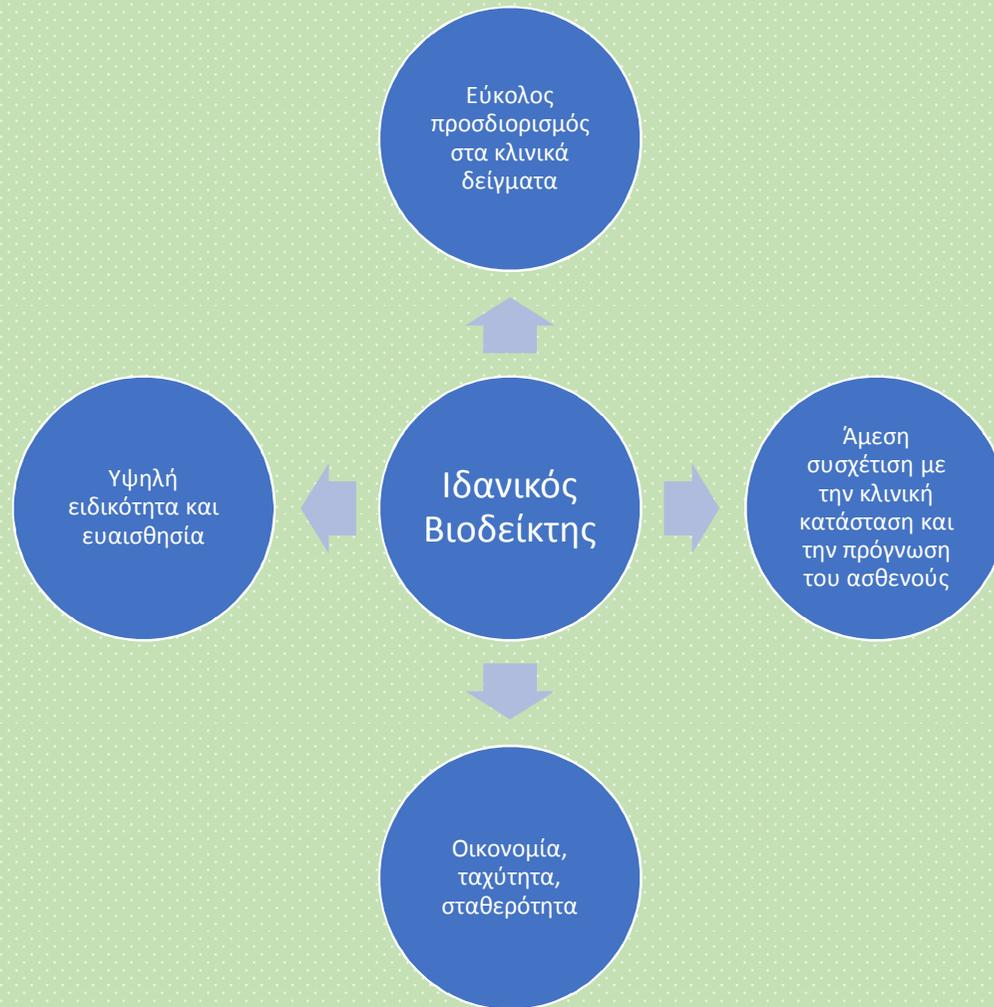 Εύκολος
προσδιορισμός
στα κλινικά
δείγματα
Υψηλή
ειδικότητα και
ευαισθησία
Ιδανικός
Βιοδείκτης
Άμεση
συσχέτιση με
την κλινική
κατάσταση και
την πρόγνωση
του ασθενούς
Οικονομία,
ταχύτητα,
σταθερότητα